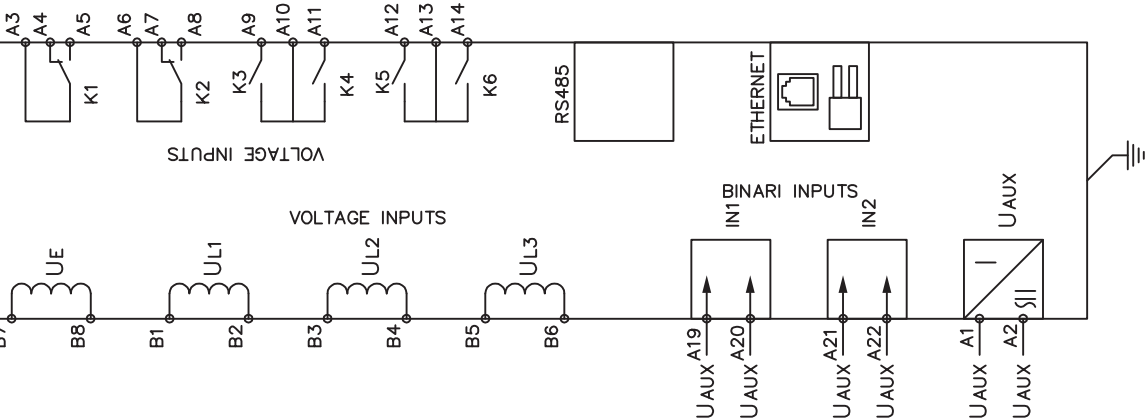 A3
A4
A5
A6
A7
A8
A9
A10
A11
A12
A13
A14
K1
K2
K3
K4
K5
K6
RS485
ETHERNET
VOLTAGE INPUTS
VOLTAGE INPUTS
BINARI INPUTS
IN1
IN2
UAUX
UE
UL1
UL2
UL3
B7
B8
B1
B2
B3
B4
B5
B6
A19
A20
A21
A22
A1
A2
UAUX
UAUX
UAUX
UAUX
UAUX
UAUX